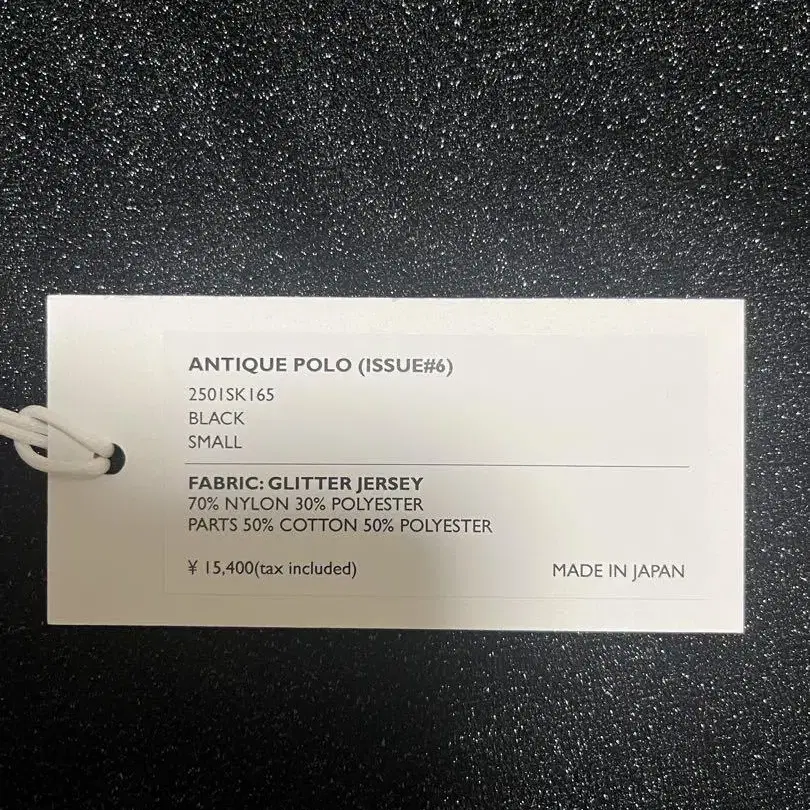 ANTIQUE POLO (ISSUE#6)
2501SK165
BLACK
SMALL
FABRIC: GLITTER JERSEY
70% NYLON 30% POLYESTER
PARTS 50% COTTON 50% POLYESTER
¥ 15,400(tax included) MADE IN JAPAN